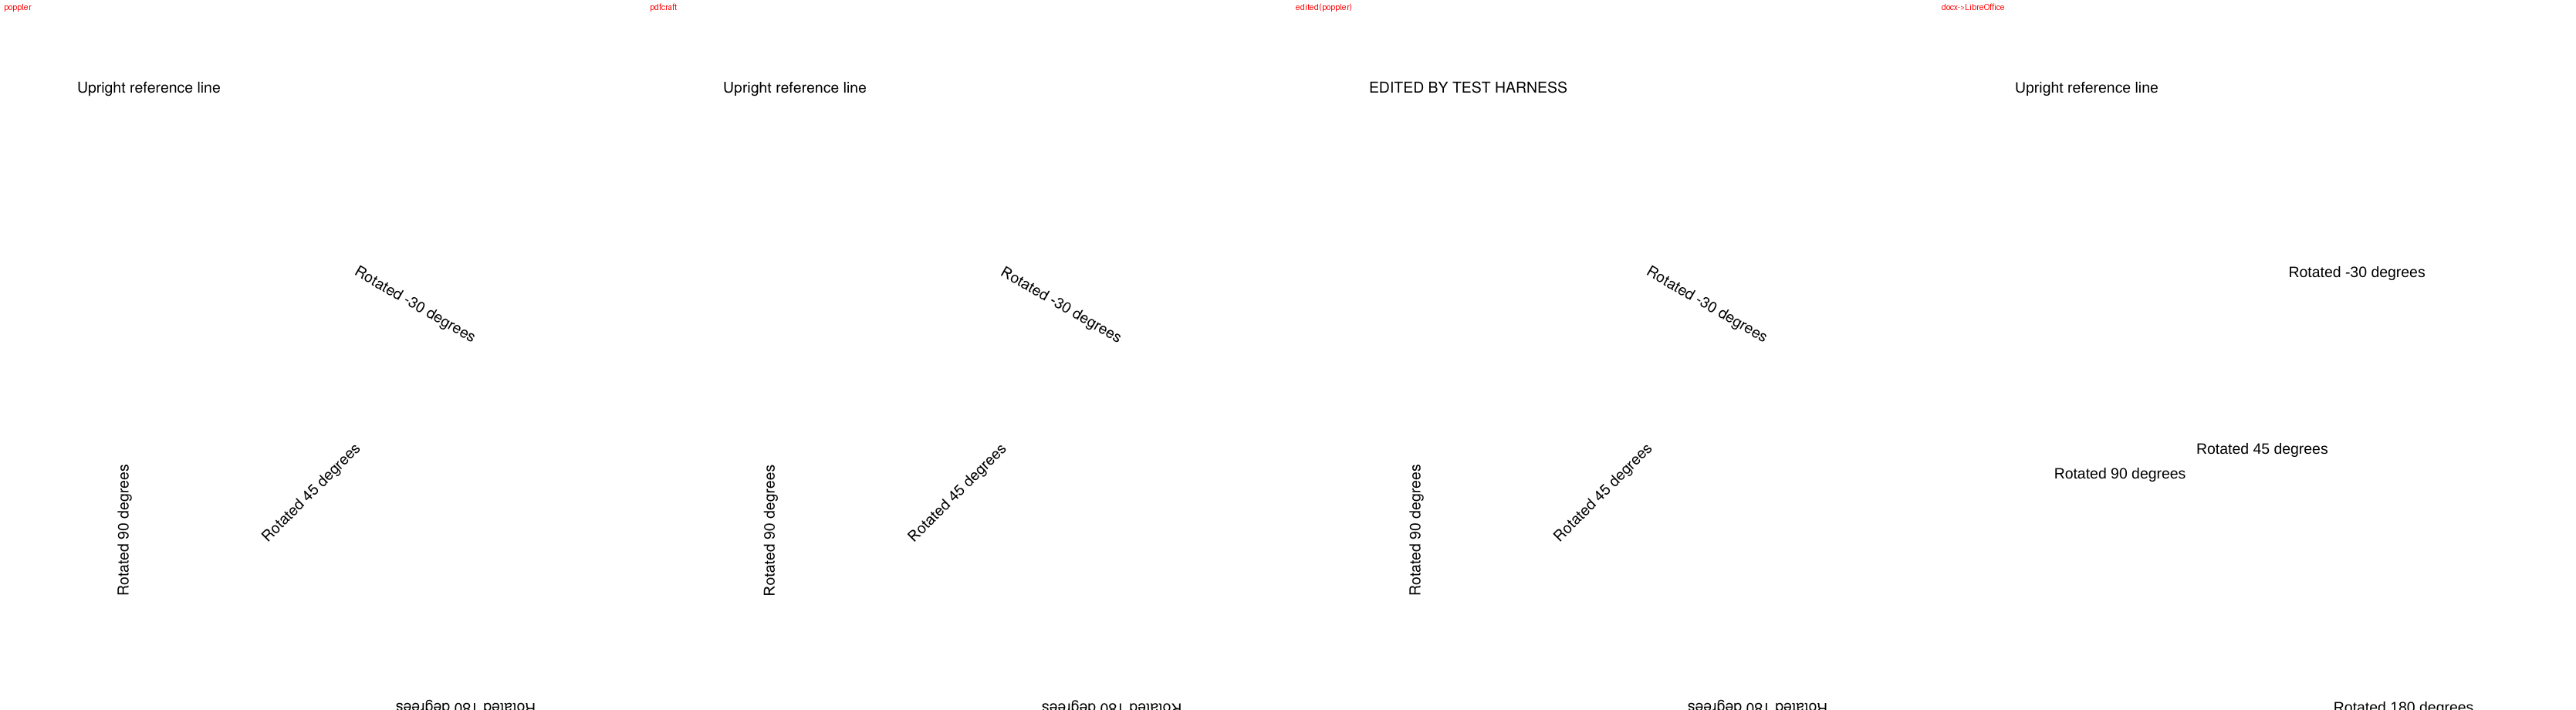 poppler
pdfcraft
edited(poppler)
docx->LibreOffice
Upright reference line
Upright reference line
EDITED BY TEST HARNESS
Upright reference line
Rotated -30 degrees
Rotated -30 degrees
Rotated -30 degrees
Rotated -30 degrees
Rotated 45 degrees
Rotated 45 degrees
Rotated 45 degrees
Rotated 45 degrees
Rotated 90 degrees
Rotated 90 degrees
Rotated 90 degrees
Rotated 90 degrees
Rotated 180 degrees
Rotated 180 degrees
Rotated 180 degrees
Rotated 180 degrees